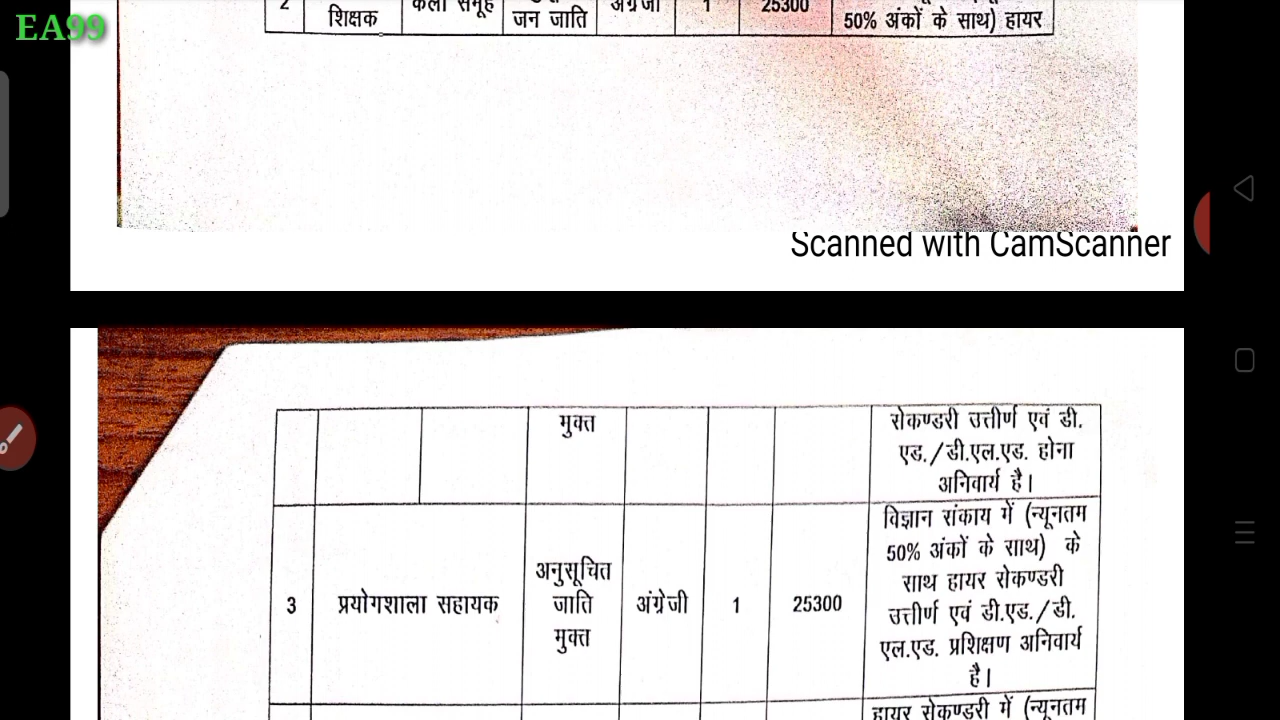 EA99
2 शिक्षक कला समूह जन जाति अंग्रेजी 1 25300
50% अंकों के साथ) हायर
Scanned with CamScanner
मुक्त
सेकण्डरी उत्तीर्ण एवं डी.
एड./डी.एल.एड. होना
अनिवार्य है।
3
प्रयोगशाला सहायक
अनुसूचित
जाति
मुक्त
अंग्रेजी
1
25300
विज्ञान संकाय में (न्यूनतम
50% अंकों के साथ) के
साथ हायर सेकण्डरी
उत्तीर्ण एवं डी.एड./डी.
एल.एड. प्रशिक्षण अनिवार्य
है।
हायर सेकण्डरी में (न्यूनतम